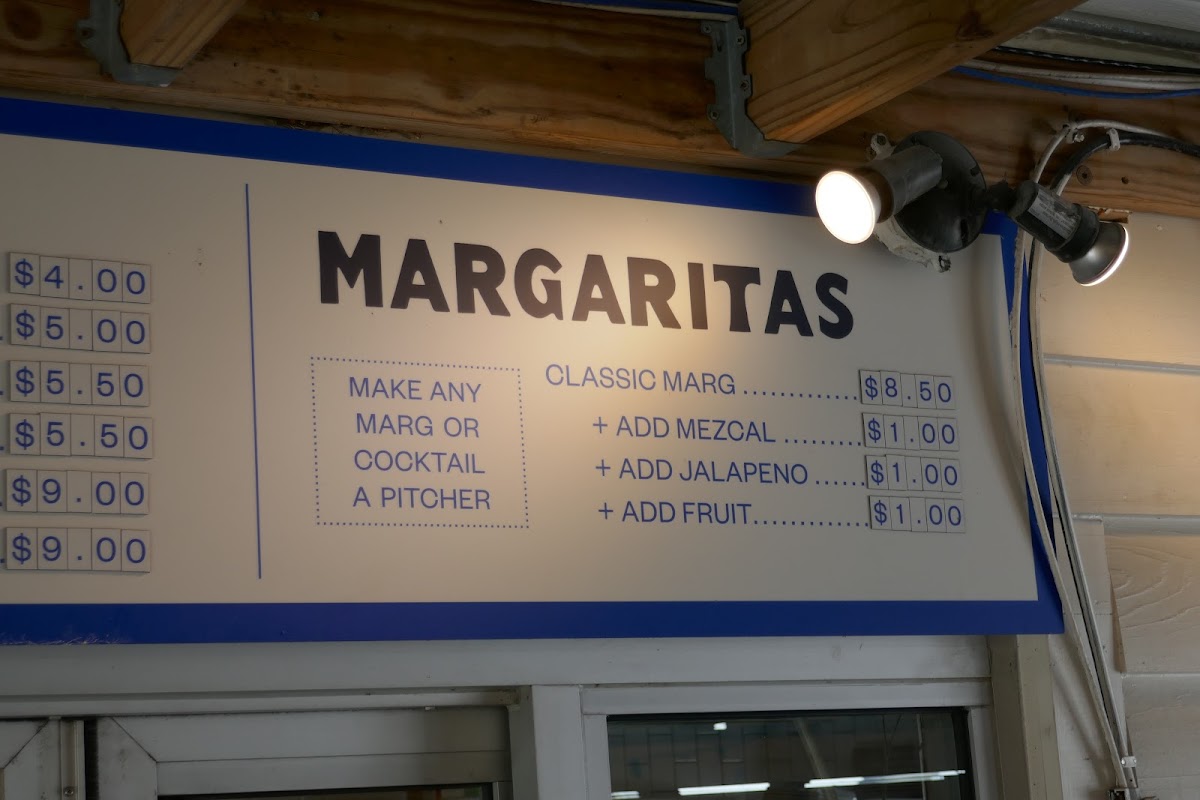 $4.00
$5.00
$5.50
$5.50
$9.00
$9.00
MARGARITAS
MAKE ANY
MARG OR
COCKTAIL
A PITCHER
CLASSIC MARG ............ $8.50
+ ADD MEZCAL ........ $1.00
+ ADD JALAPENO ...... $1.00
+ ADD FRUIT............ $1.00